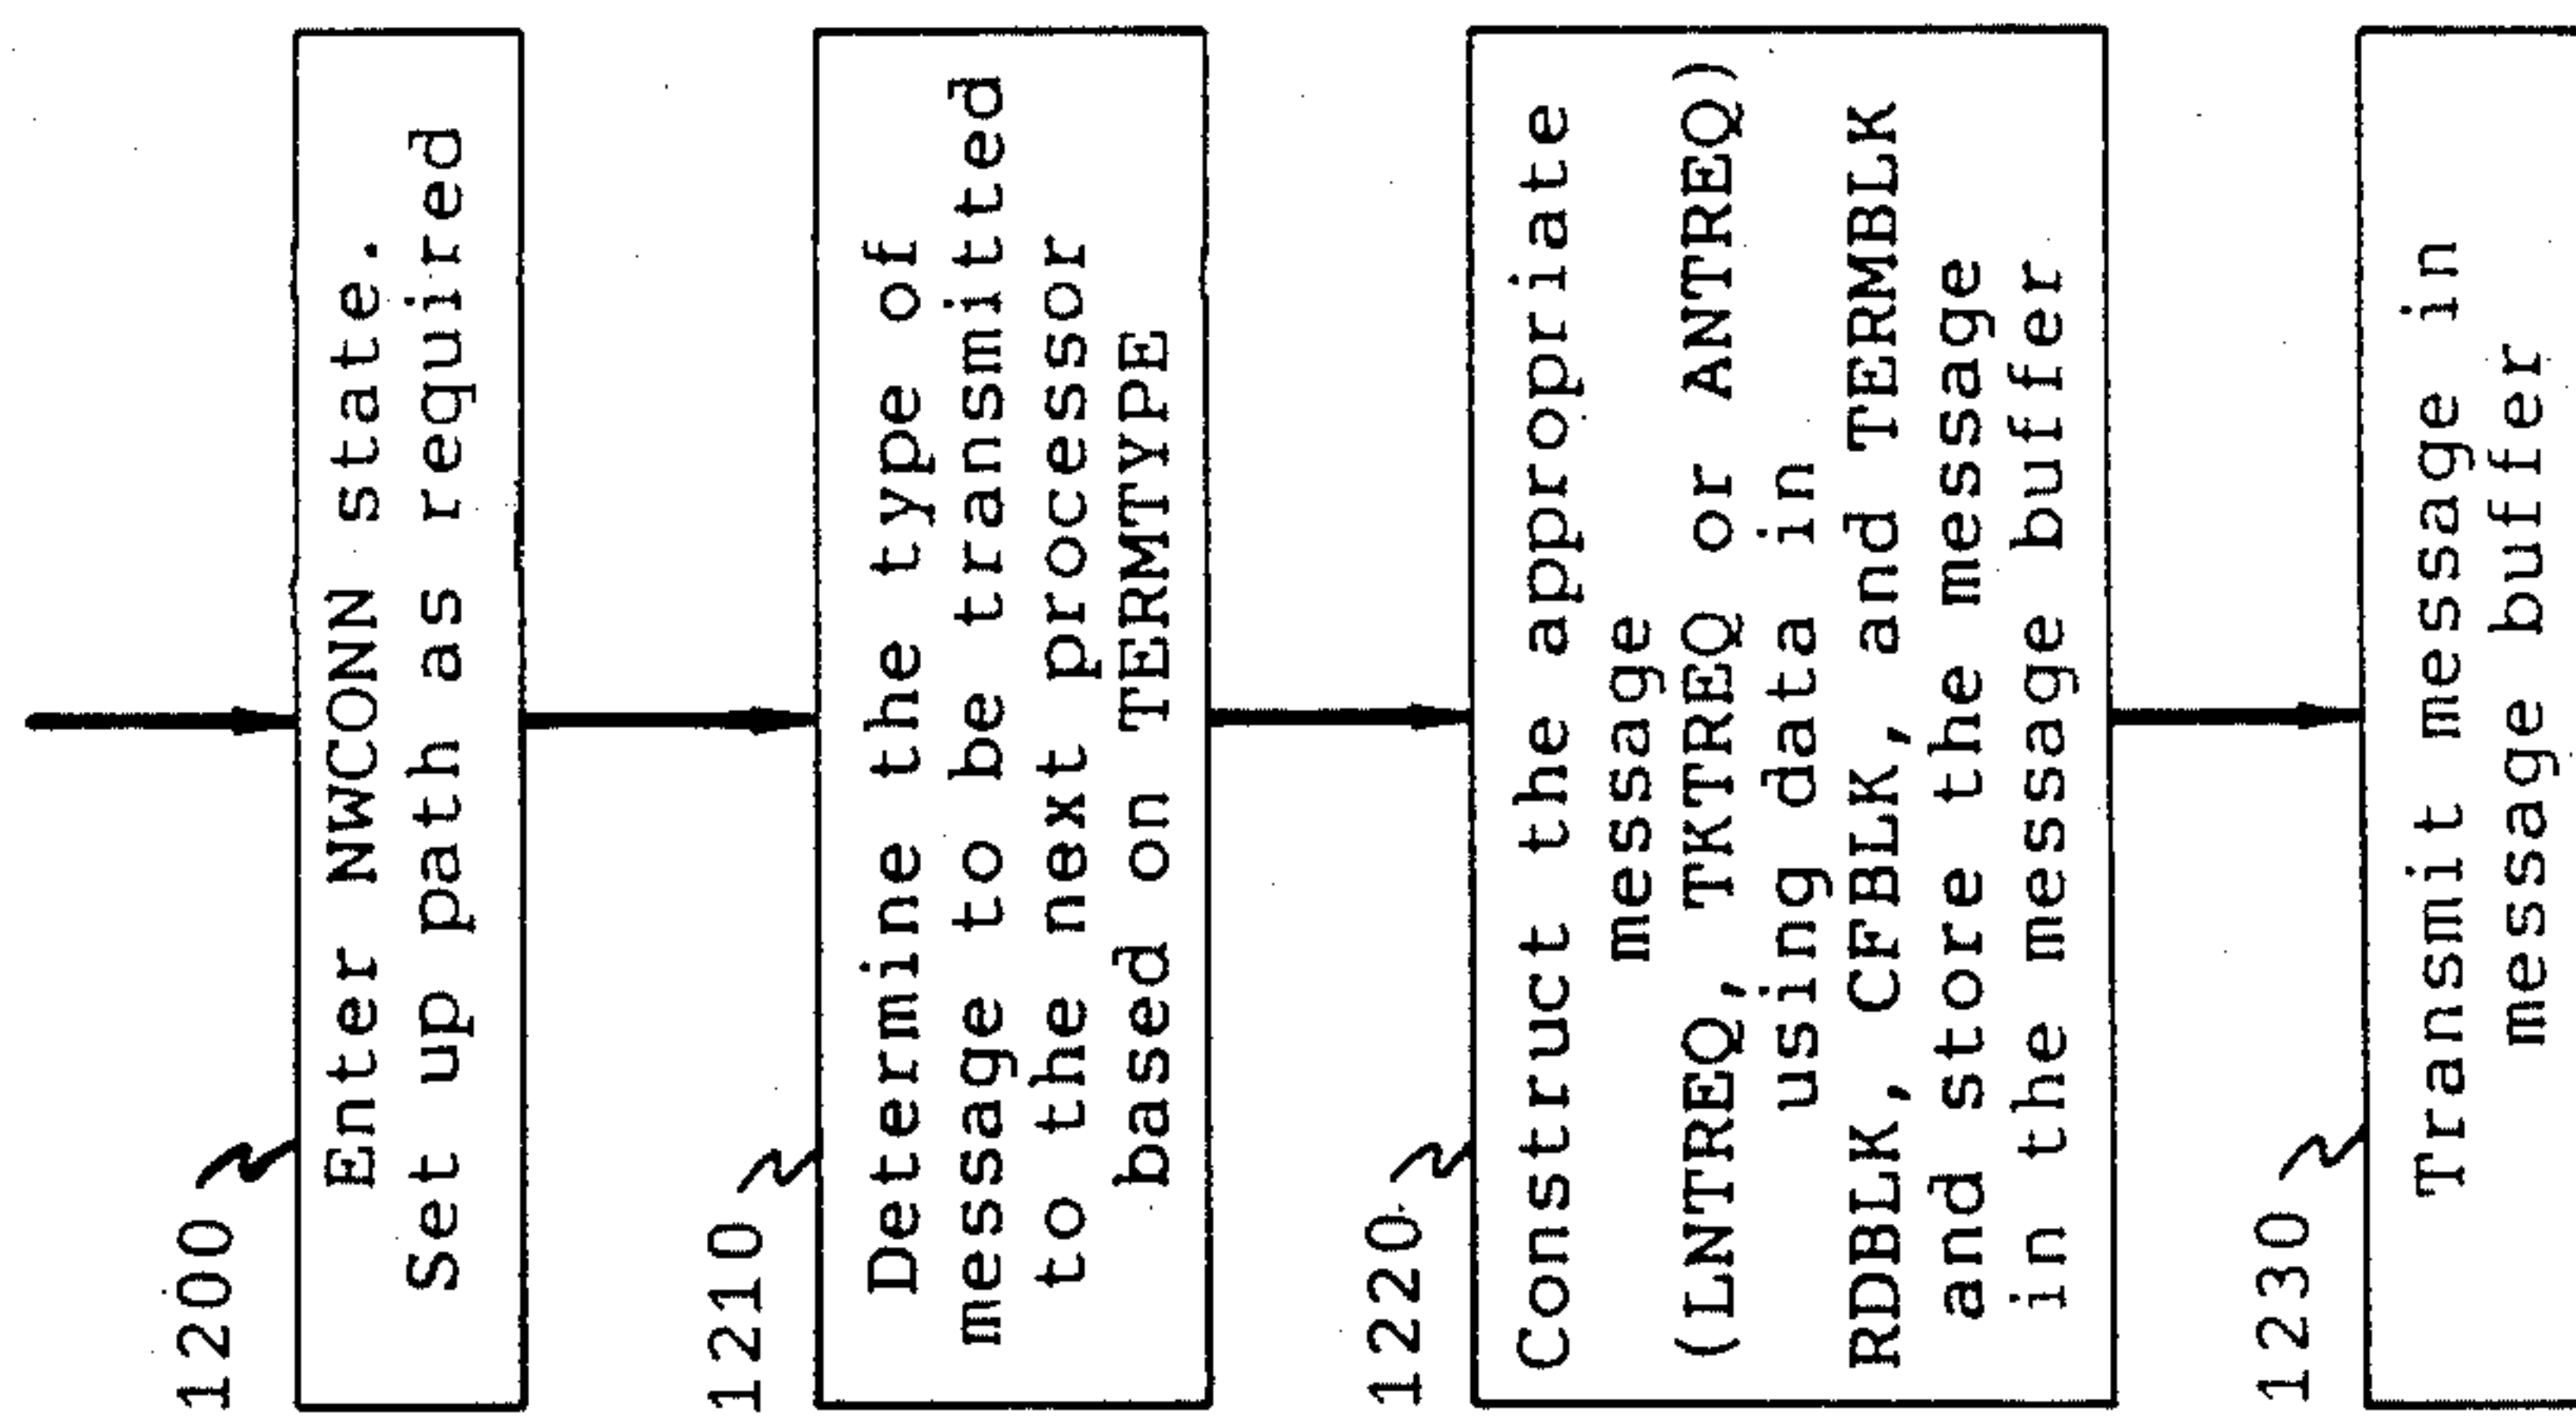 1200
Enter NWCONN state.
Set up path as required
1210
Determine the type of
message to be transmitted
to the next processor
based on TERMTYPE
1220
Construct the appropriate
message
(LNTREQ, TKTREQ or ANTREQ)
using data in
RDBLK, CFBLK, and TERMBLK
and store the message
in the message buffer
1230
Transmit message in
message buffer